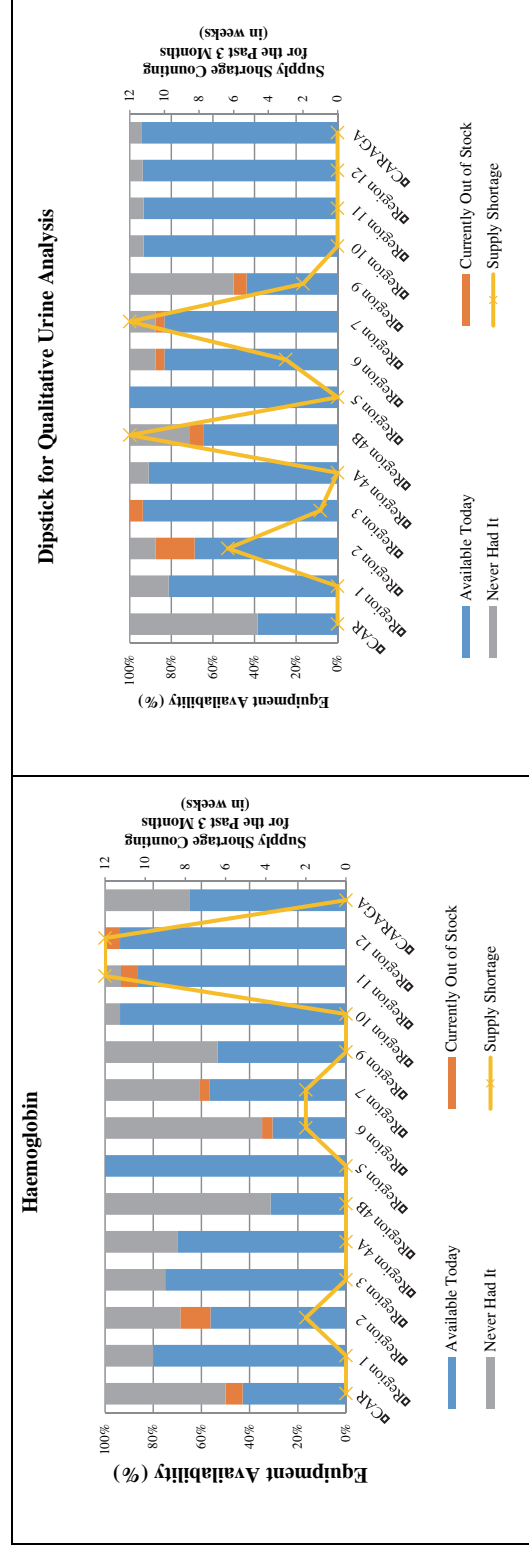 Haemoglobin
Equipment Availability (%)
100%
80%
60%
40%
20%
0%
Supply Shortage Counting
for the Past 3 Months
(in weeks)
12
10
8
6
4
2
0
CAR
Region 1
Region 2
Region 3
Region 4A
Region 4B
Region 5
Region 6
Region 7
Region 9
Region 10
Region 11
Region 12
CARAGA
Available Today
Currently Out of Stock
Never Had It
Supply Shortage
Dipstick for Qualitative Urine Analysis
Equipment Availability (%)
100%
80%
60%
40%
20%
0%
Supply Shortage Counting
for the Past 3 Months
(in weeks)
12
10
8
6
4
2
0
CAR
Region 1
Region 2
Region 3
Region 4A
Region 4B
Region 5
Region 6
Region 7
Region 9
Region 10
Region 11
Region 12
CARAGA
Available Today
Currently Out of Stock
Never Had It
Supply Shortage